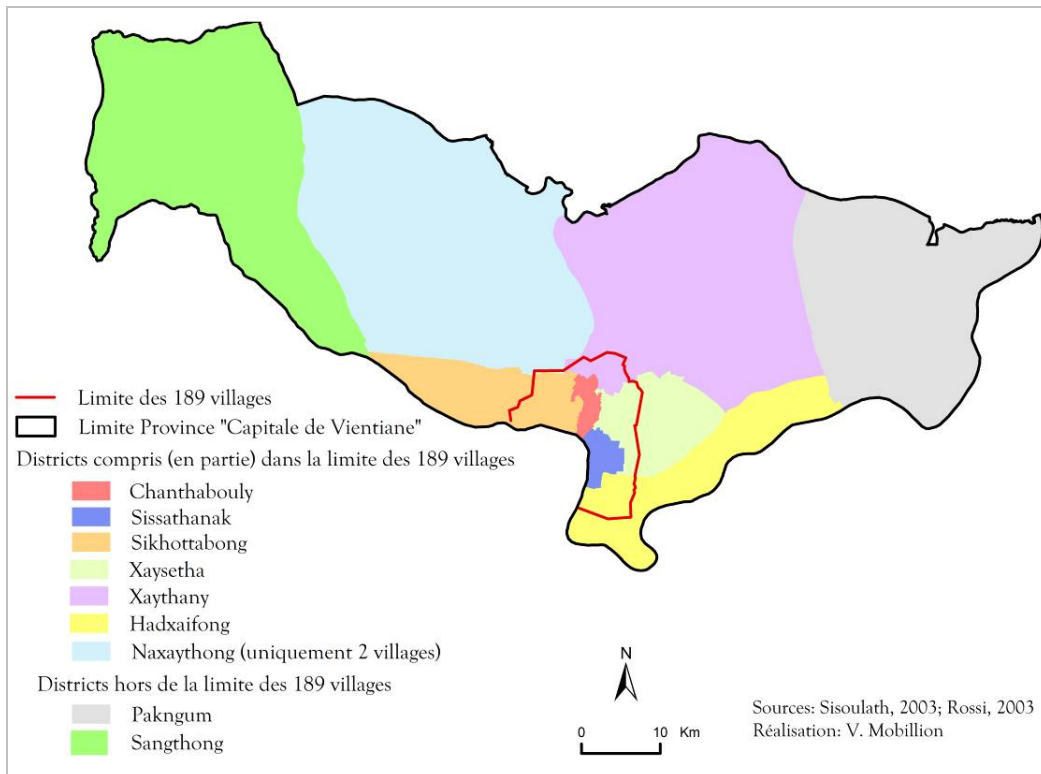 Limite des 189 villages
Limite Province "Capitale de Vientiane"
Districts compris (en partie) dans la limite des 189 villages
Chanthabouly
Sissathanak
Sikhottabong
Xaysetha
Xaythany
Hadxaifong
Naxaythong (uniquement 2 villages)
Districts hors de la limite des 189 villages
Pakngum
Sangthong
N
0 10 Km
Sources: Sisoulath, 2003; Rossi, 2003
Réalisation: V. Mobillion